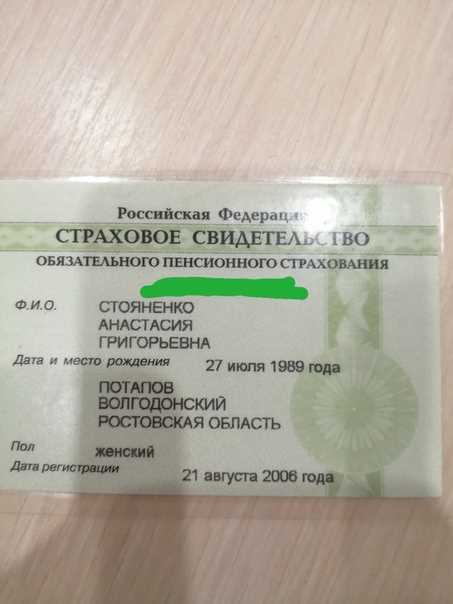 Российская Федерация
СТРАХОВОЕ СВИДЕТЕЛЬСТВО
ОБЯЗАТЕЛЬНОГО ПЕНСИОННОГО СТРАХОВАНИЯ
Ф.И.О. СТОЯНЕНКО
АНАСТАСИЯ
ГРИГОРЬЕВНА
Дата и место рождения 27 июля 1989 года
ПОТАПОВ
ВОЛГОДОНСКИЙ
РОСТОВСКАЯ ОБЛАСТЬ
Пол женский
Дата регистрации 21 августа 2006 года